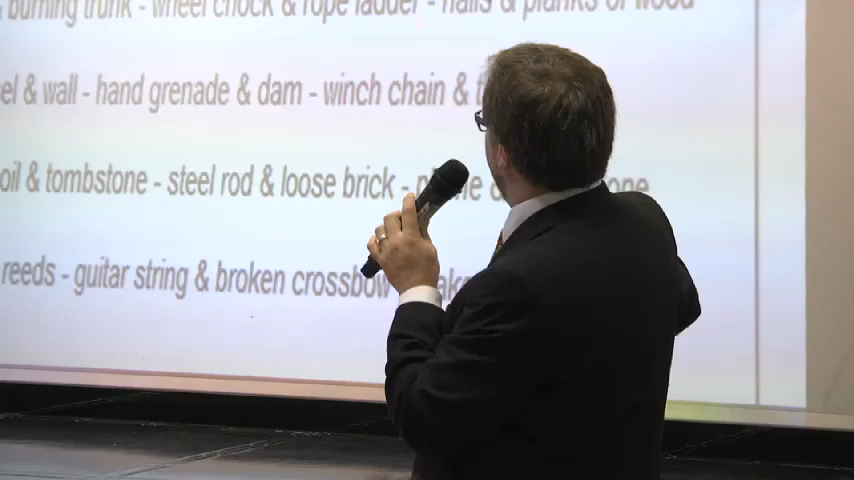 & burning trunk - wheel chock & rope ladder - nails & planks of wood
& wall - hand grenade & dam - winch chain &
oil & tombstone - steel rod & loose brick -
reeds - guitar string & broken crossbow